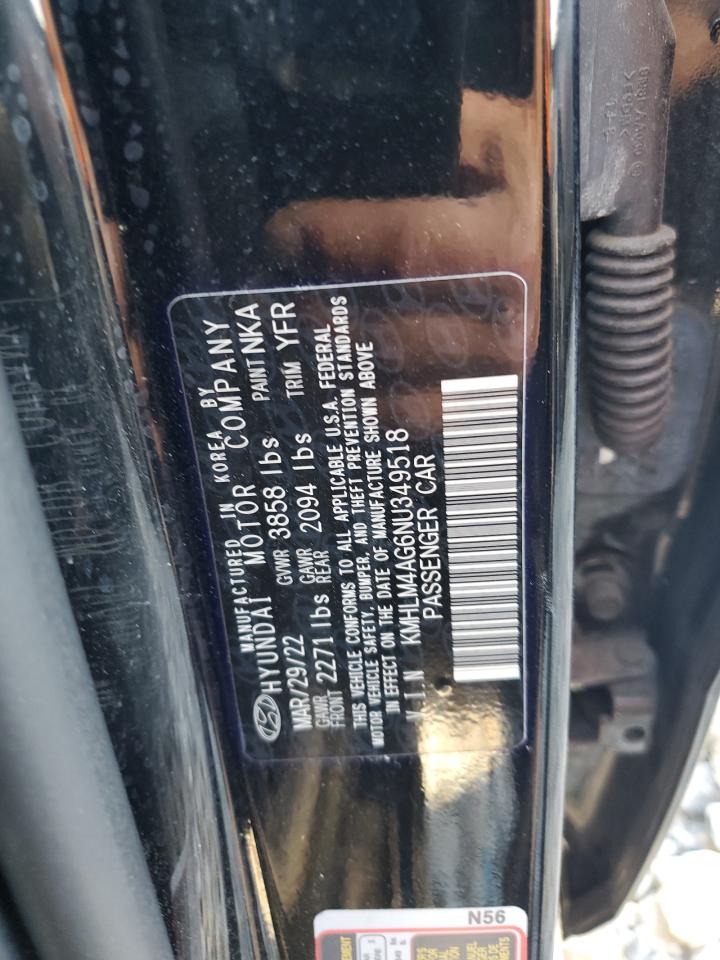 MANUFACTURED IN KOREA BY
HYUNDAI MOTOR COMPANY
MAR/29/22 GVWR 3858 lbs PAINT NKA
GAWR FRONT 2271 lbs GAWR REAR 2094 lbs TRIM YFR
THIS VEHICLE CONFORMS TO ALL APPLICABLE U.S.A. FEDERAL
MOTOR VEHICLE SAFETY, BUMPER, AND THEFT PREVENTION STANDARDS
IN EFFECT ON THE DATE OF MANUFACTURE SHOWN ABOVE
V.I.N KMHLM4AG6NU349518
PASSENGER CAR
N56